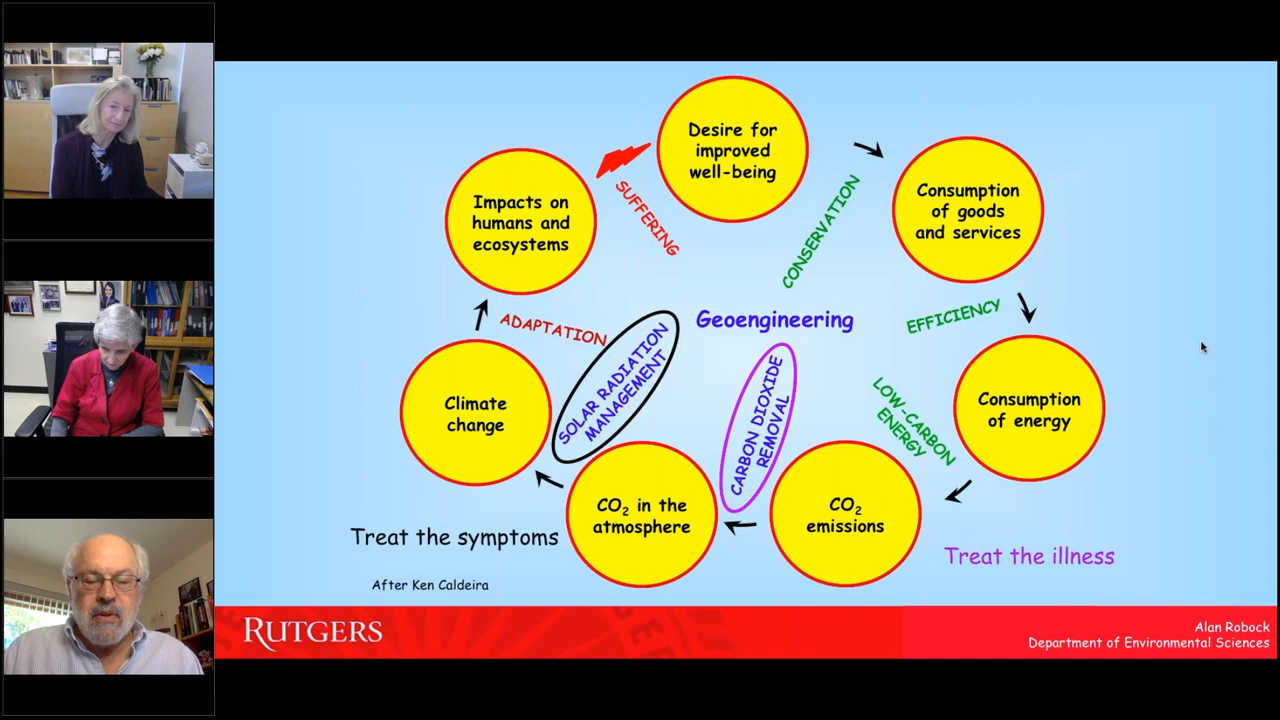 Desire for
improved
well-being
Consumption
of goods
and services
Consumption
of energy
CO₂
emissions
CO₂ in the
atmosphere
Climate
change
Impacts on
humans and
ecosystems
SUFFERING
CONSERVATION
EFFICIENCY
LOW-CARBON
ENERGY
Geoengineering
CARBON DIOXIDE
REMOVAL
SOLAR RADIATION
MANAGEMENT
ADAPTATION
Treat the symptoms
Treat the illness
After Ken Caldeira
RUTGERS
Alan Robock
Department of Environmental Sciences